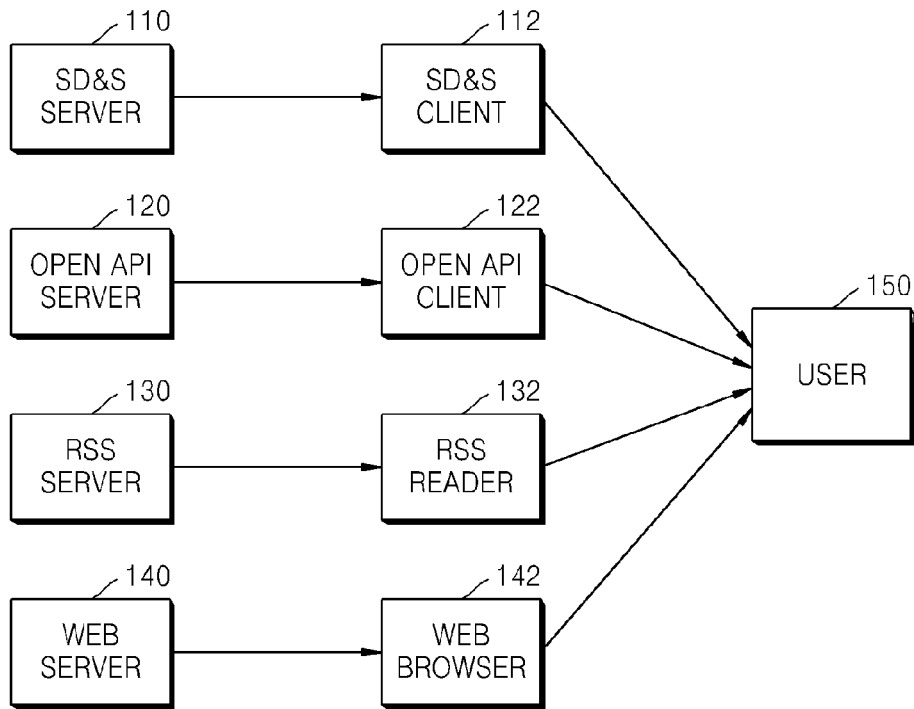 110
SD&S
SERVER
112
SD&S
CLIENT
120
OPEN API
SERVER
122
OPEN API
CLIENT
150
USER
130
RSS
SERVER
132
RSS
READER
140
WEB
SERVER
142
WEB
BROWSER